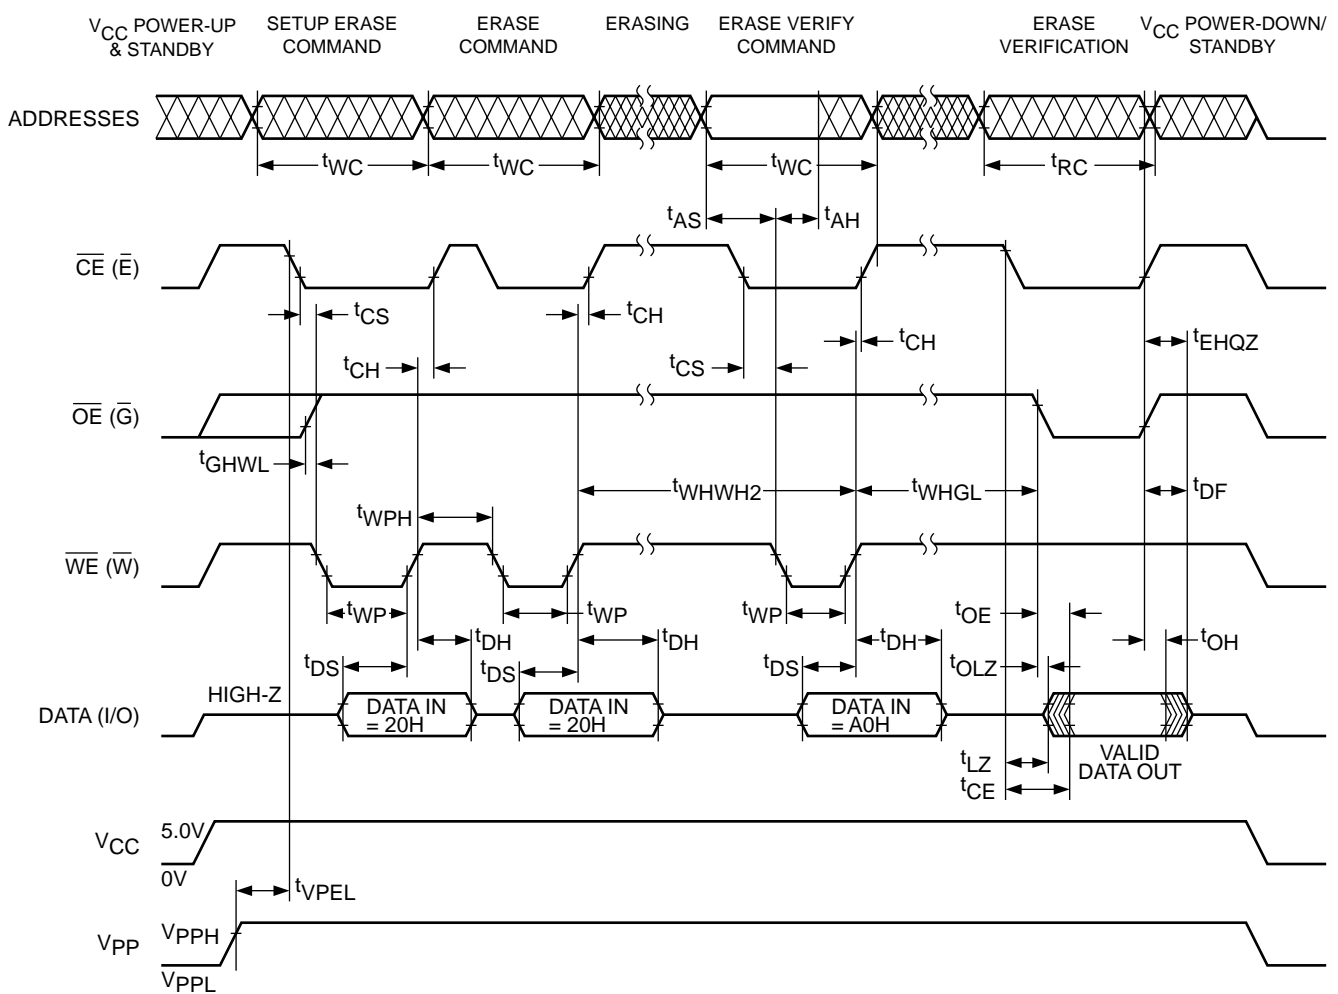 VCC POWER-UP & STANDBY
SETUP ERASE COMMAND
ERASE COMMAND
ERASING
ERASE VERIFY COMMAND
ERASE VERIFICATION
VCC POWER-DOWN/ STANDBY
ADDRESSES
tWC tWC tWC tRC
tAS tAH
CE (E)
tCS tCH tCH tEHQZ
tCH tCS
OE (G)
tGHWL
tWHWH2 tWHGL tDF
tWPH
WE (W)
tWP tWP tWP tOE
tDH tDH tDH tOH
tDS tDS tDS tOLZ
HIGH-Z
DATA (I/O)
DATA IN = 20H
DATA IN = 20H
DATA IN = A0H
VALID DATA OUT
tLZ
tCE
5.0V
VCC
0V
tVPEL
VPPH
VPP
VPPL